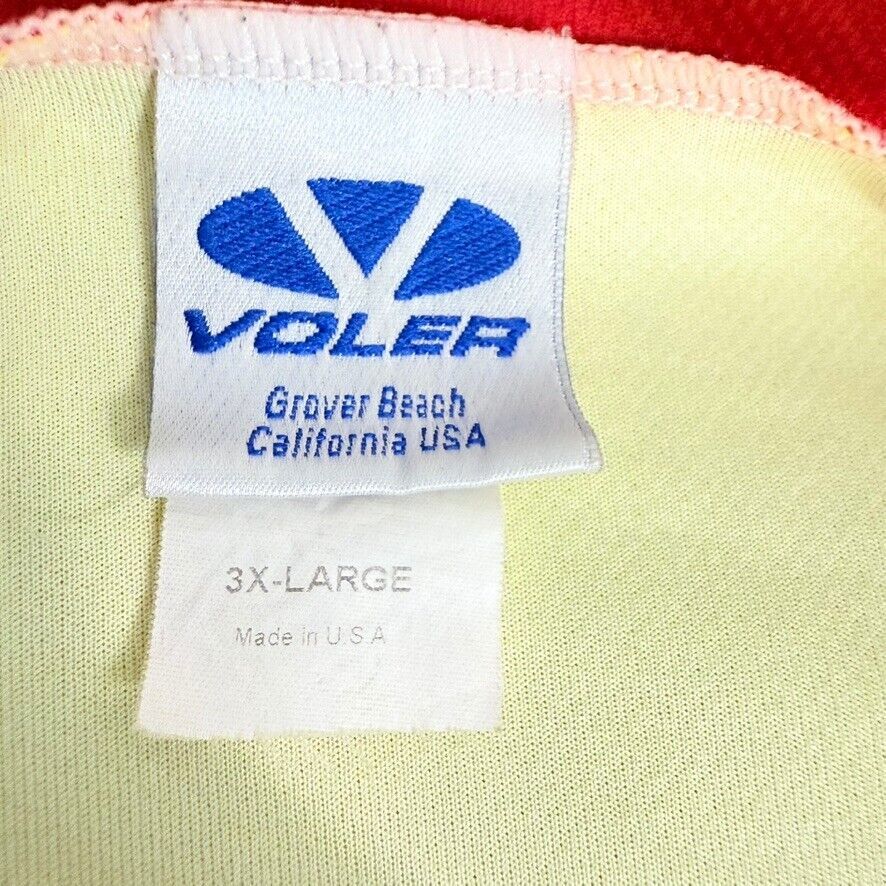 VOLER
Grover Beach
California USA
3X-LARGE
Made in U.S.A